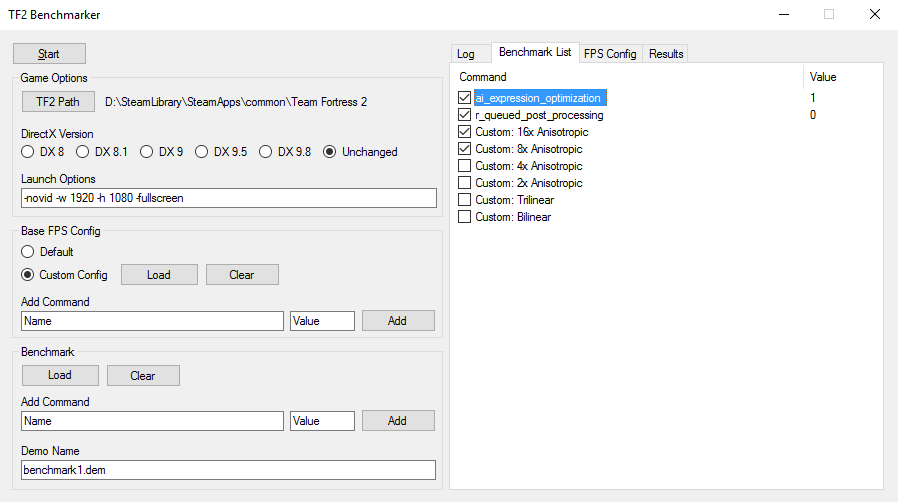 TF2 Benchmarker
Start
Game Options
TF2 Path D:\SteamLibrary\SteamApps\common\Team Fortress 2
DirectX Version
DX 8 DX 8.1 DX 9 DX 9.5 DX 9.8 Unchanged
Launch Options
-novid -w 1920 -h 1080 -fullscreen
Base FPS Config
Default
Custom Config Load Clear
Add Command
Name Value Add
Benchmark
Load Clear
Add Command
Name Value Add
Demo Name
benchmark1.dem
Log Benchmark List FPS Config Results
Command Value
ai_expression_optimization 1
r_queued_post_processing 0
Custom: 16x Anisotropic
Custom: 8x Anisotropic
Custom: 4x Anisotropic
Custom: 2x Anisotropic
Custom: Trilinear
Custom: Bilinear